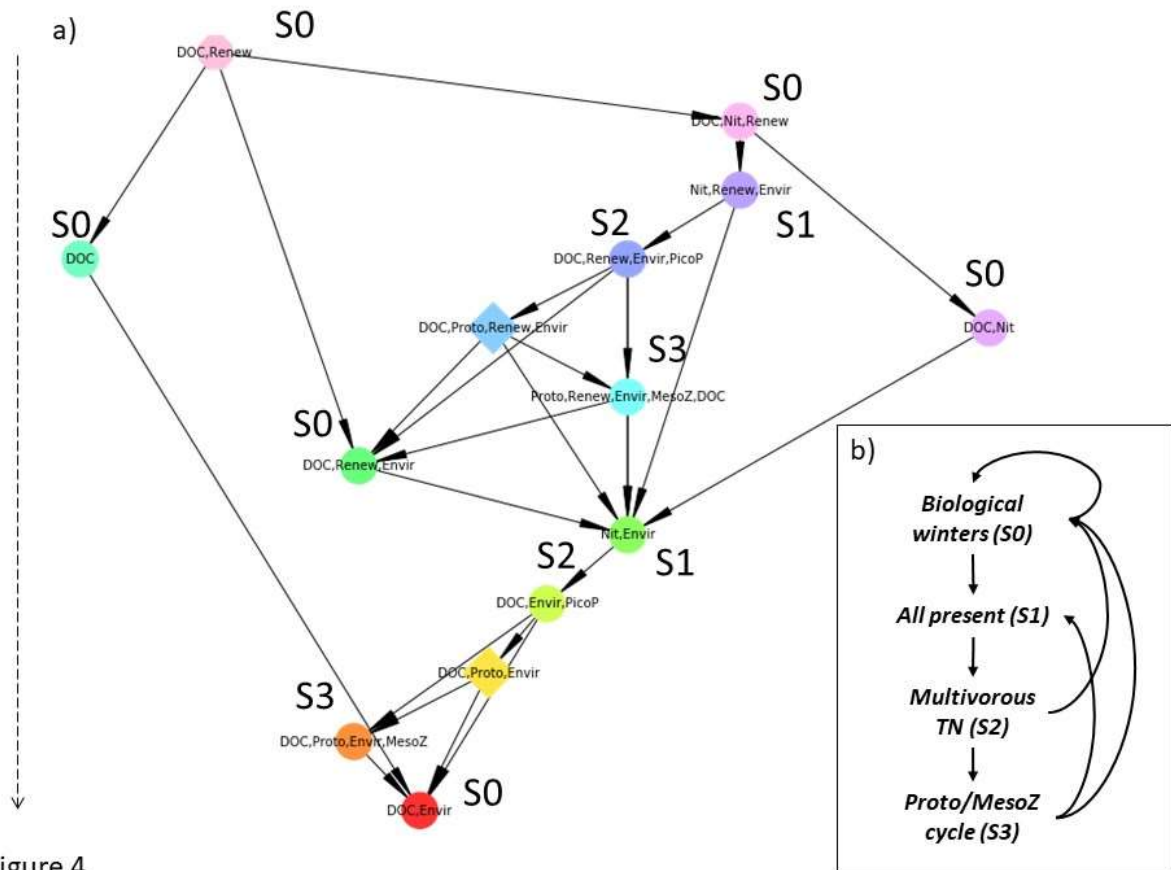 a)
S0
DOC,Renew
S0
DOC,Nit,Renew
Nit,Renew,Envir
S1
S2
DOC,Renew,Envir,PicoP
S0
DOC
S0
DOC,Nit
DOC,Proto,Renew,Envir
S3
Proto,Renew,Envir,MesoZ,DOC
S0
DOC,Renew,Envir
Nit,Envir
S1
S2
DOC,Envir,PicoP
DOC,Proto,Envir
S3
DOC,Proto,Envir,MesoZ
S0
DOC,Envir
b)
Biological
winters (S0)
All present (S1)
Multivorous
TN (S2)
Proto/MesoZ
cycle (S3)
igure 4